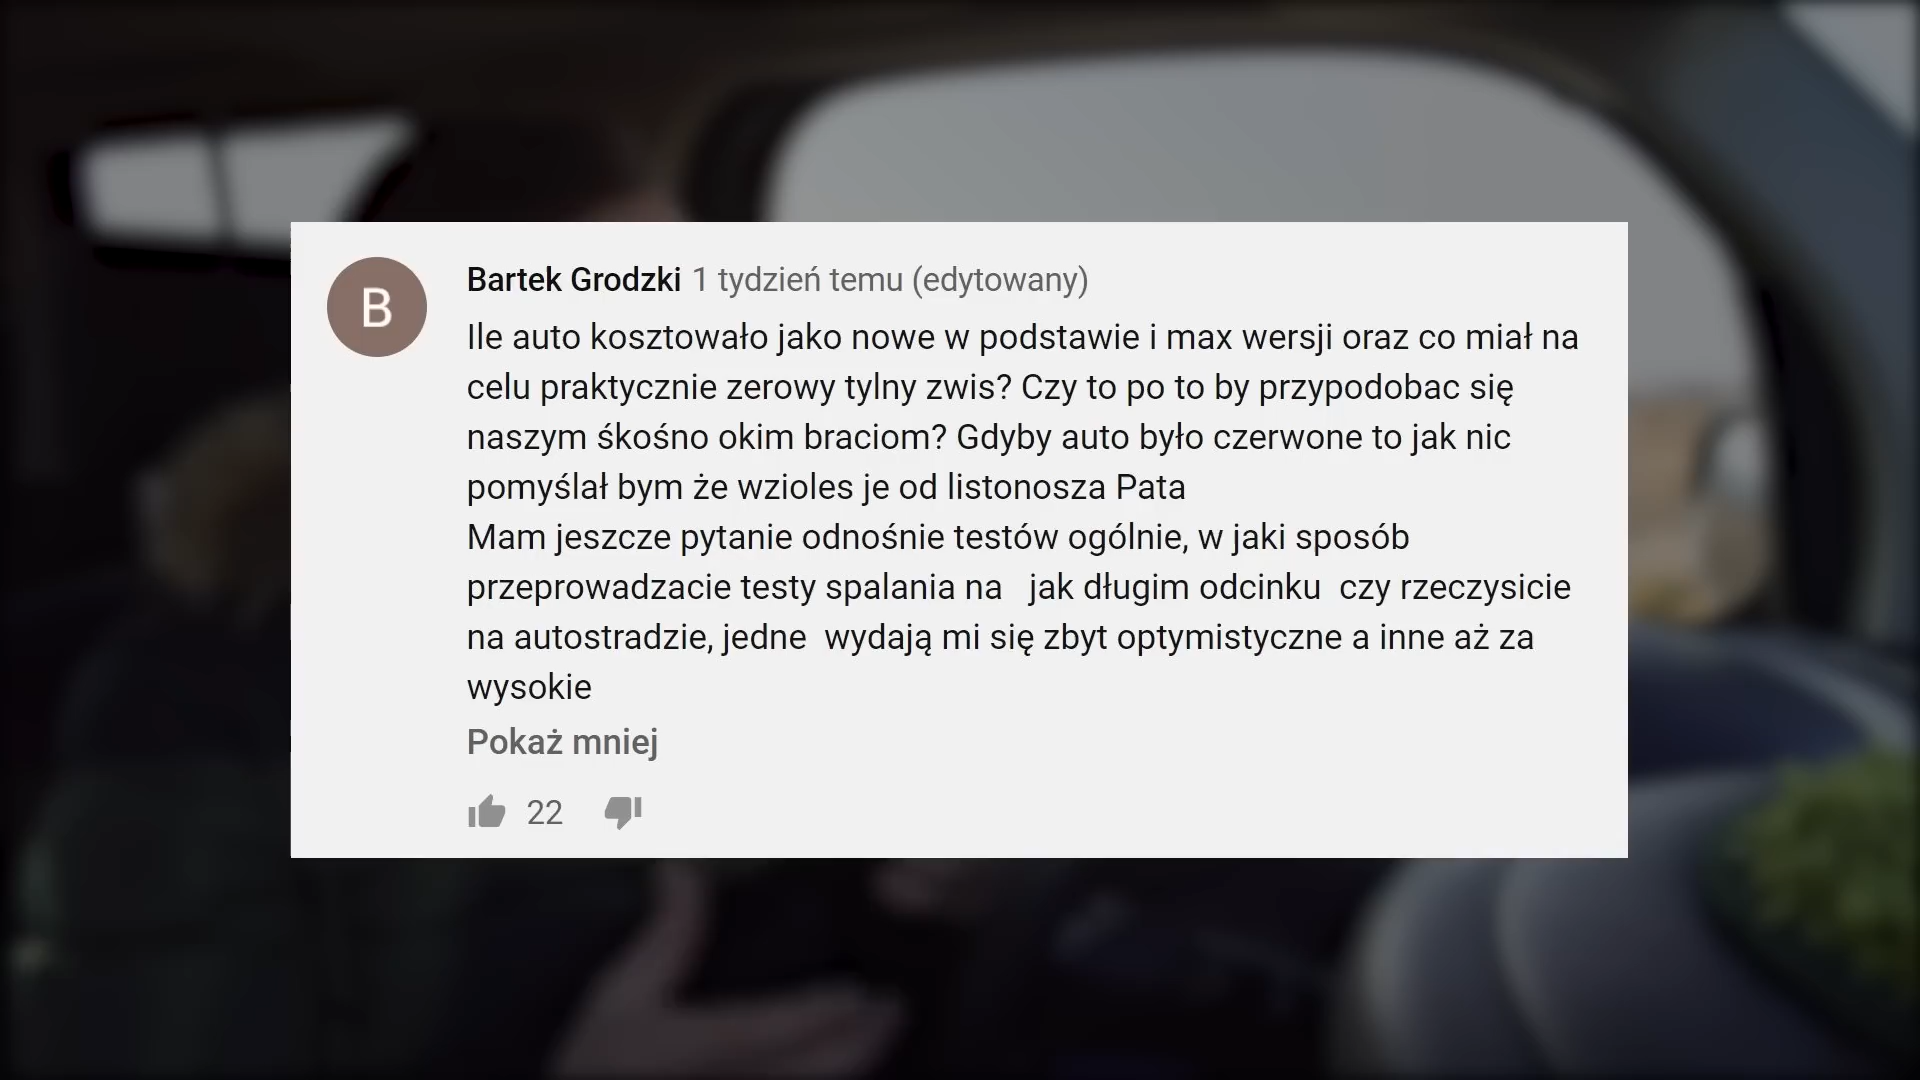 B
Bartek Grodzki 1 tydzień temu (edytowany)
Ile auto kosztowało jako nowe w podstawie i max wersji oraz co miał na
celu praktycznie zerowy tylny zwis? Czy to po to by przypodobac się
naszym śkośno okim braciom? Gdyby auto było czerwone to jak nic
pomyślał bym że wzioles je od listonosza Pata
Mam jeszcze pytanie odnośnie testów ogólnie, w jaki sposób
przeprowadzacie testy spalania na   jak długim odcinku  czy rzeczysicie
na autostradzie, jedne  wydają mi się zbyt optymistyczne a inne aż za
wysokie
Pokaż mniej
22